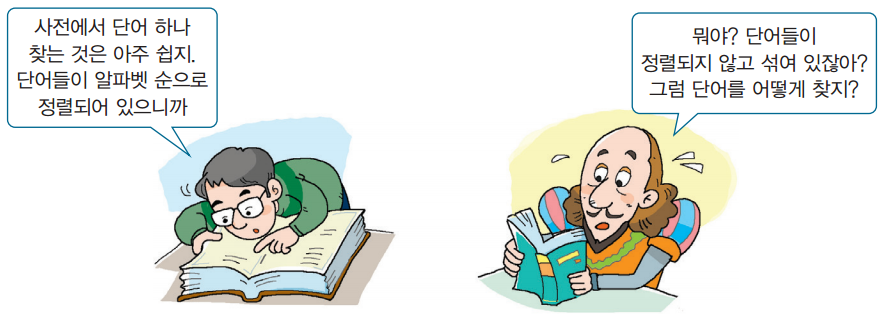 사전에서 단어 하나
찾는 것은 아주 쉽지.
단어들이 알파벳 순으로
정렬되어 있으니까
뭐야? 단어들이
정렬되지 않고 섞여 있잖아?
그럼 단어를 어떻게 찾지?